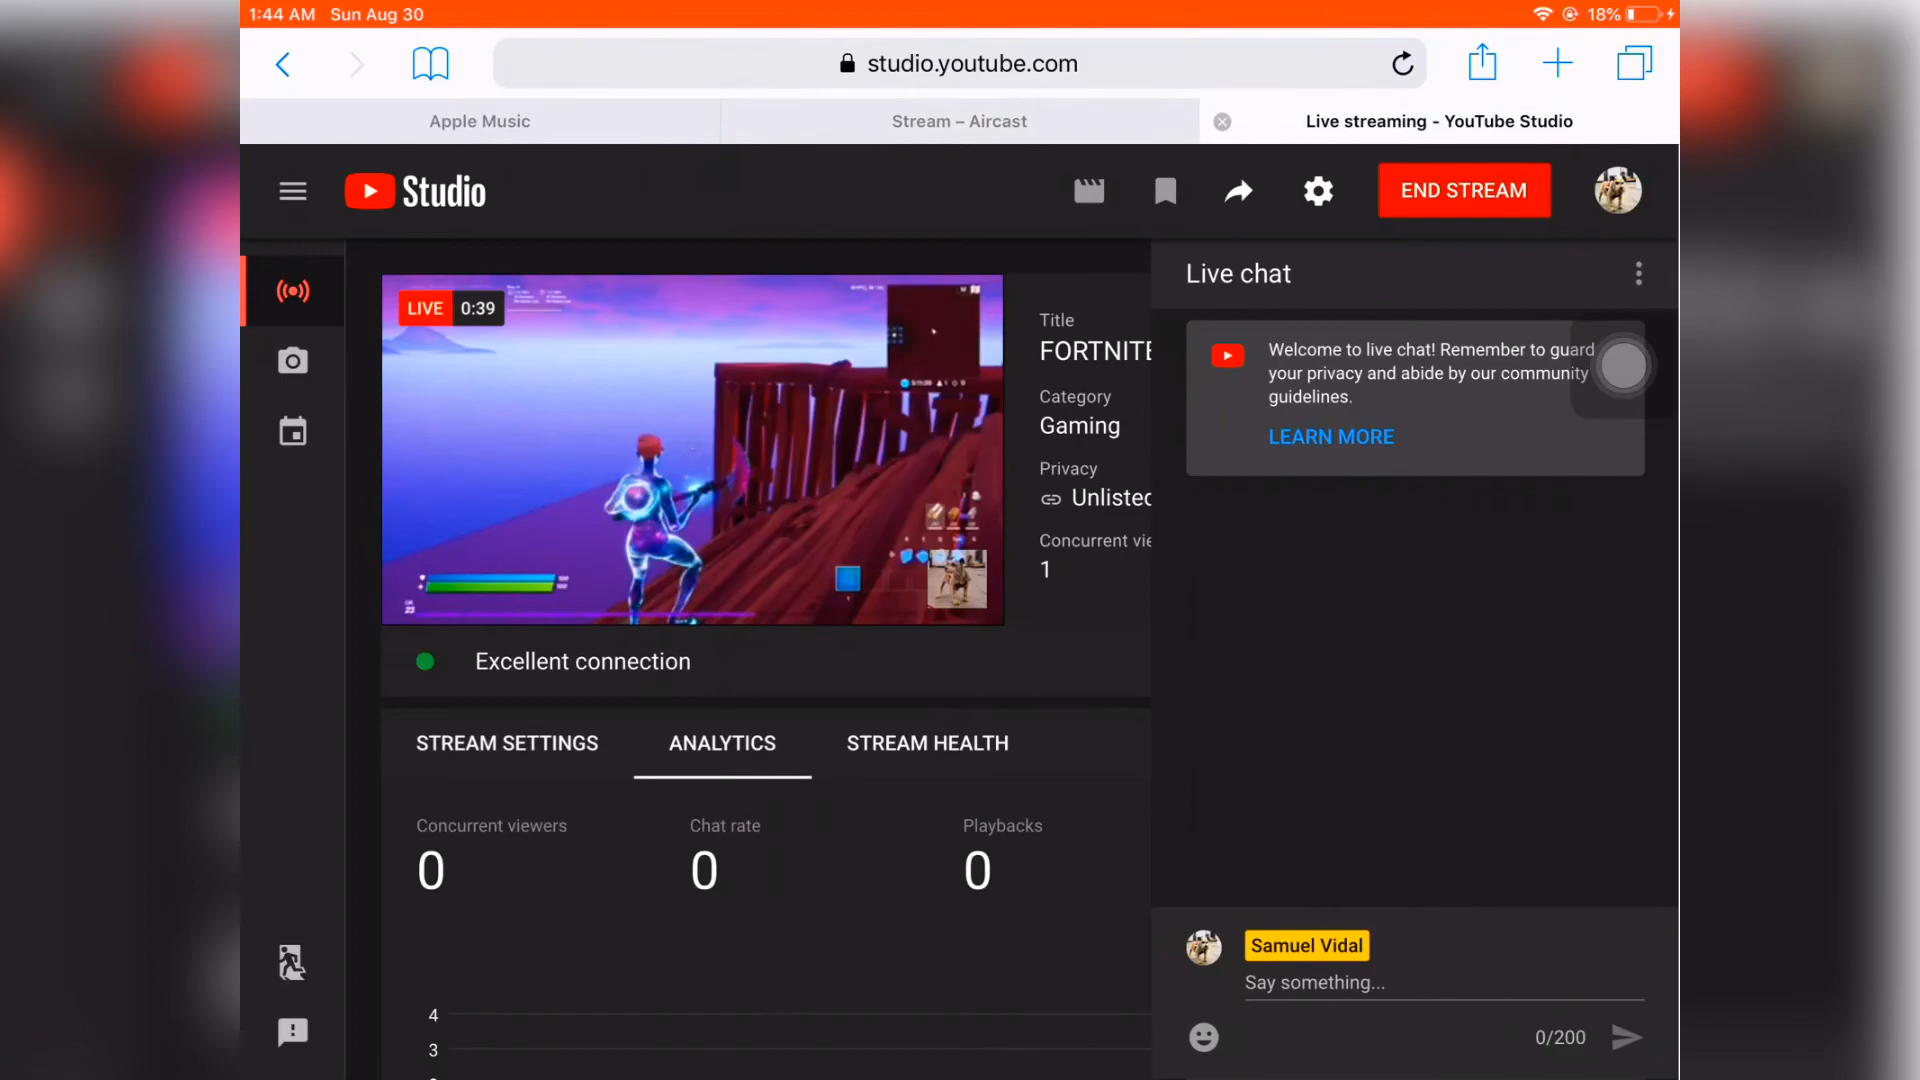 1:44 AM Sun Aug 30
18%
studio.youtube.com
Apple Music
Stream – Aircast
Live streaming - YouTube Studio
Studio
END STREAM
LIVE 0:39
Title
FORTNITE
Category
Gaming
Privacy
Unlisted
Concurrent vie
1
Live chat
Welcome to live chat! Remember to guard
your privacy and abide by our community
guidelines.
LEARN MORE
Excellent connection
STREAM SETTINGS
ANALYTICS
STREAM HEALTH
Concurrent viewers
0
Chat rate
0
Playbacks
0
4
3
Samuel Vidal
Say something...
0/200